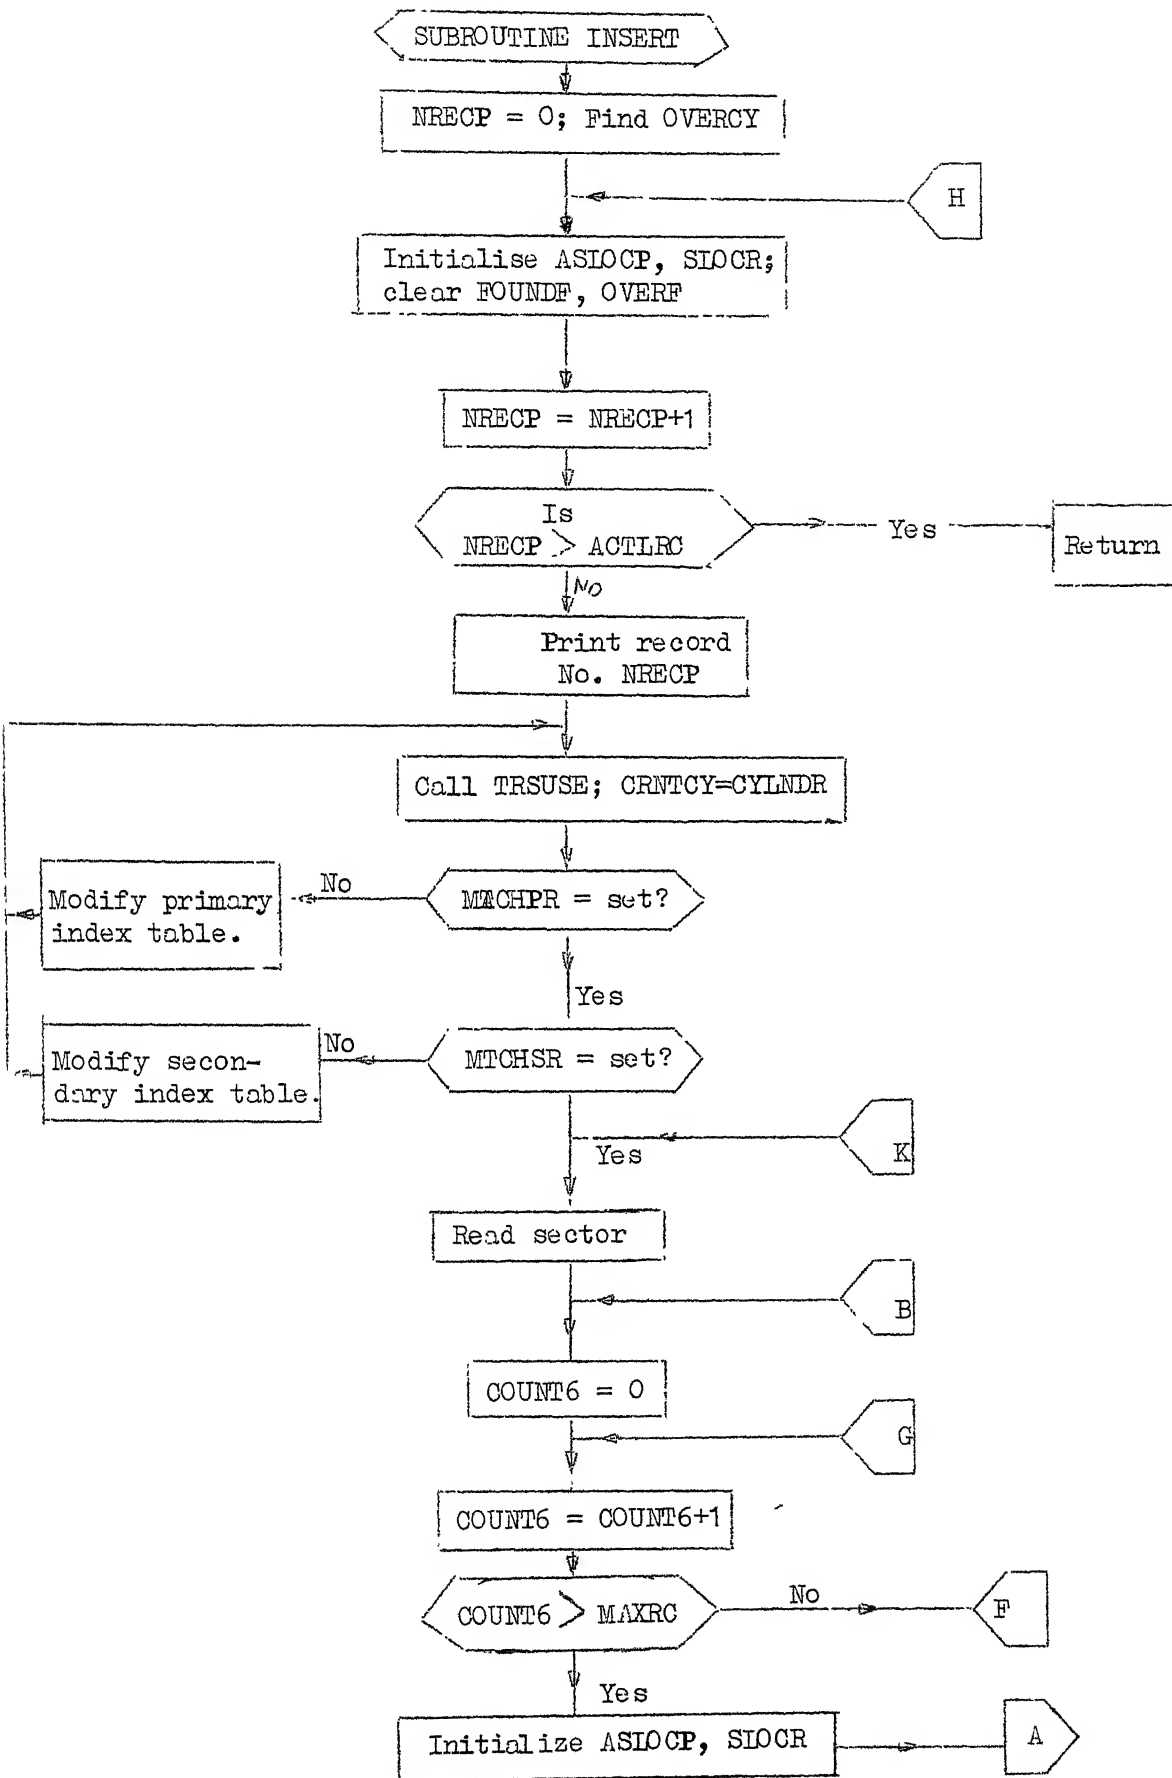 SUBROUTINE INSERT
NRECP = 0; Find OVERCY
H
Initialise ASLOCP, SLOCR;
clear FOUNDF, OVERF
NRECP = NRECP+1
Is
NRECP > ACTLRC
Yes
Return
No
Print record
No. NRECP
Call TRSUSE; CRNTCY=CYLNDR
MTCHPR = set?
No
Modify primary
index table.
Yes
MTCHSR = set?
No
Modify secon-
dary index table.
K
Yes
Read sector
B
COUNT6 = 0
G
COUNT6 = COUNT6+1
COUNT6 > MAXRC
No
F
Yes
Initialize ASLOCP, SLOCR
A